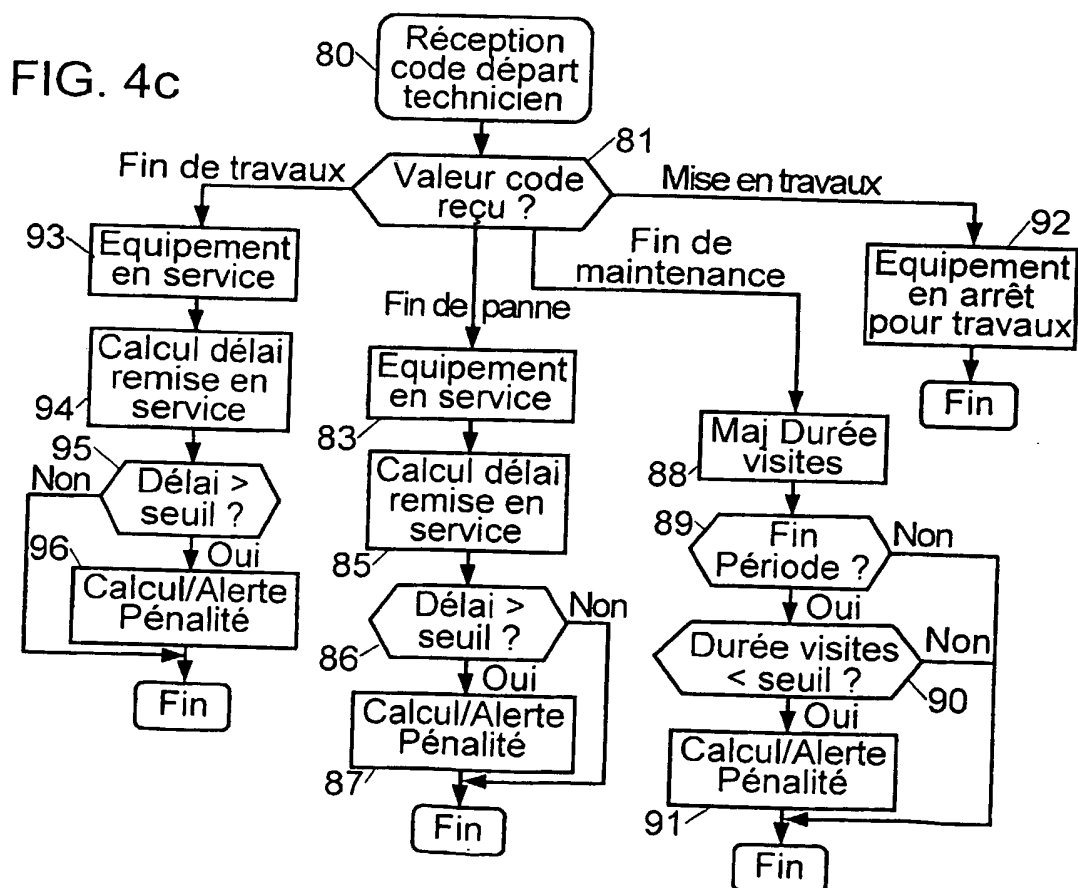 FIG. 4c
80
Réception
code départ
technicien
81
Valeur code
reçu ?
Fin de travaux
93
Equipement
en service
94
Calcul délai
remise en
service
95
Délai >
seuil ?
Non
Oui
96
Calcul/Alerte
Pénalité
Fin
Fin de panne
83
Equipement
en service
85
Calcul délai
remise en
service
86
Délai >
seuil ?
Non
Oui
87
Calcul/Alerte
Pénalité
Fin
Fin de
maintenance
88
Maj Durée
visites
89
Fin
Période ?
Non
Oui
Durée visites
< seuil ?
90
Non
Oui
91
Calcul/Alerte
Pénalité
Fin
Mise en travaux
92
Equipement
en arrêt
pour travaux
Fin